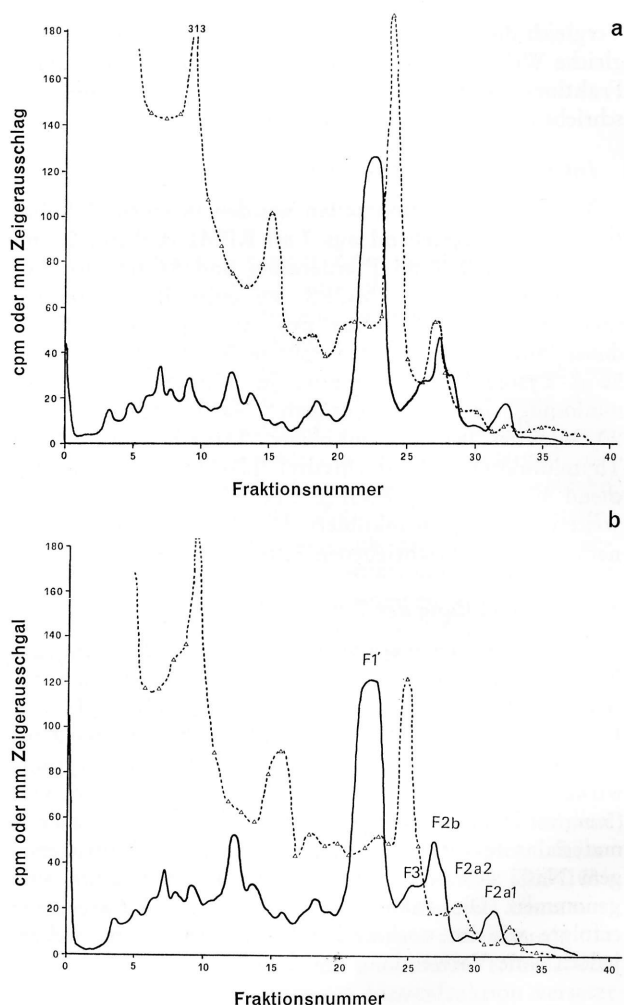 a
313
180
160
140
120
100
80
60
40
20
0
cpm oder mm Zeigerausschlag
0 5 10 15 20 25 30 35 40
Fraktionsnummer
b
180
160
140
120
100
80
60
40
20
0
cpm oder mm Zeigerausschgal
F1′
F2b
F3
F2a2
F2a1
0 5 10 15 20 25 30 35 40
Fraktionsnummer